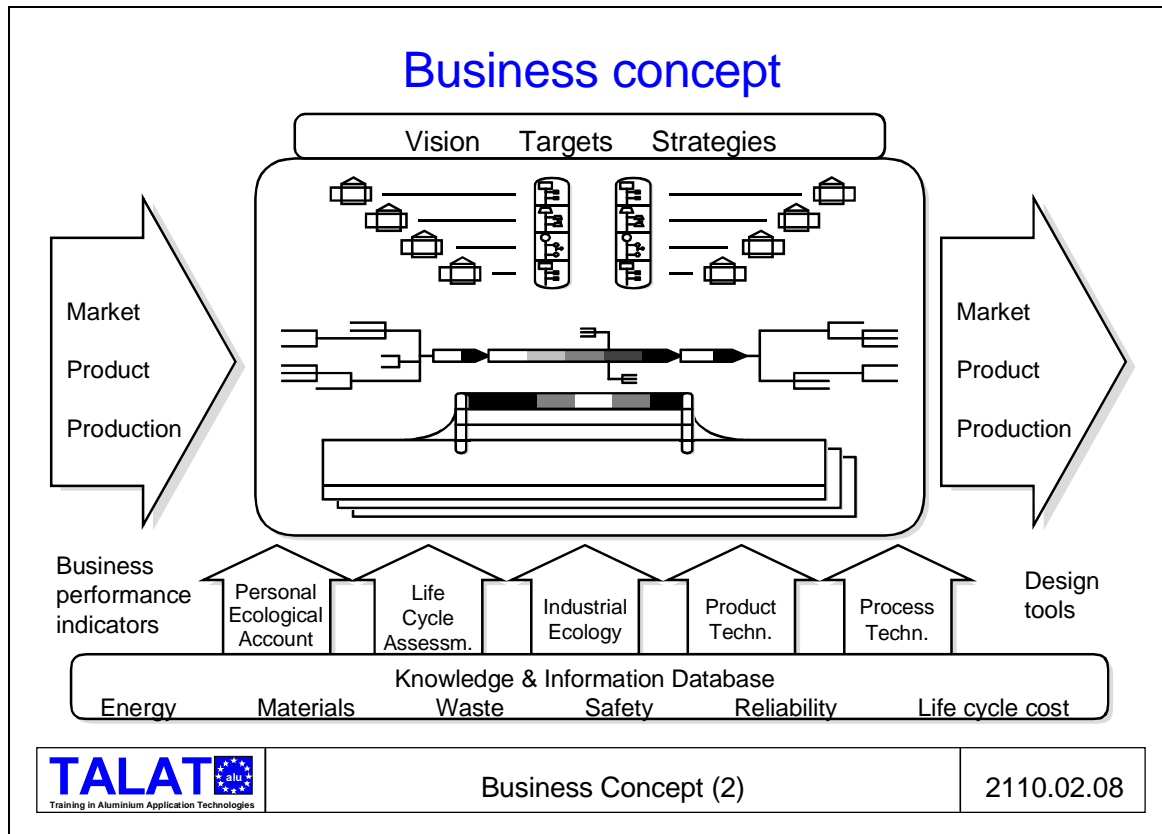 Business concept
Vision Targets Strategies
Market
Product
Production
Market
Product
Production
Business
performance
indicators
Personal
Ecological
Account
Life
Cycle
Assessm.
Industrial
Ecology
Product
Techn.
Process
Techn.
Design
tools
Knowledge & Information Database
Energy Materials Waste Safety Reliability Life cycle cost
TALAT
alu
Training in Aluminium Application Technologies
Business Concept (2)
2110.02.08